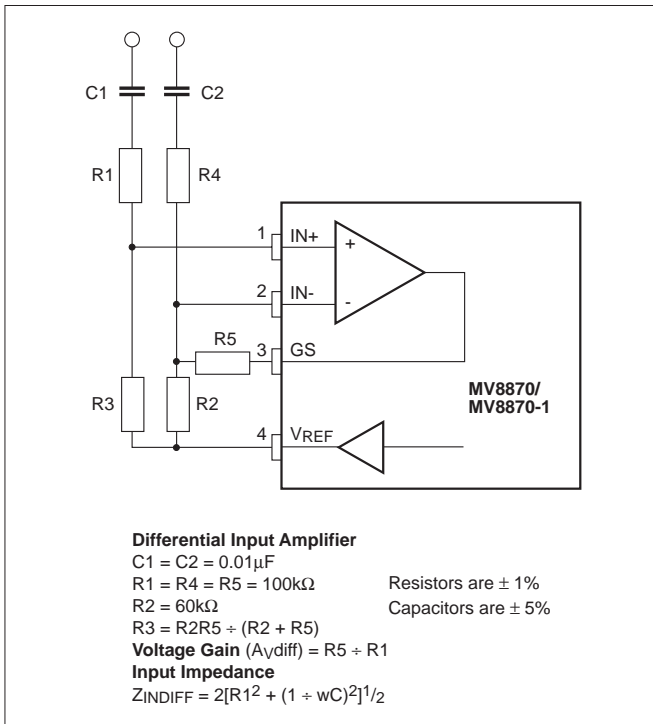 C1
C2
R1
R4
1
IN+
+
2
IN-
-
R5
3
GS
MV8870/
MV8870-1
R3
R2
4
VREF
Differential Input Amplifier
C1 = C2 = 0.01µF
R1 = R4 = R5 = 100kΩ
Resistors are ± 1%
R2 = 60kΩ
Capacitors are ± 5%
R3 = R2R5 ÷ (R2 + R5)
Voltage Gain (AVdiff) = R5 ÷ R1
Input Impedance
ZINDIFF = 2[R1² + (1 ÷ wC)²]¹/2